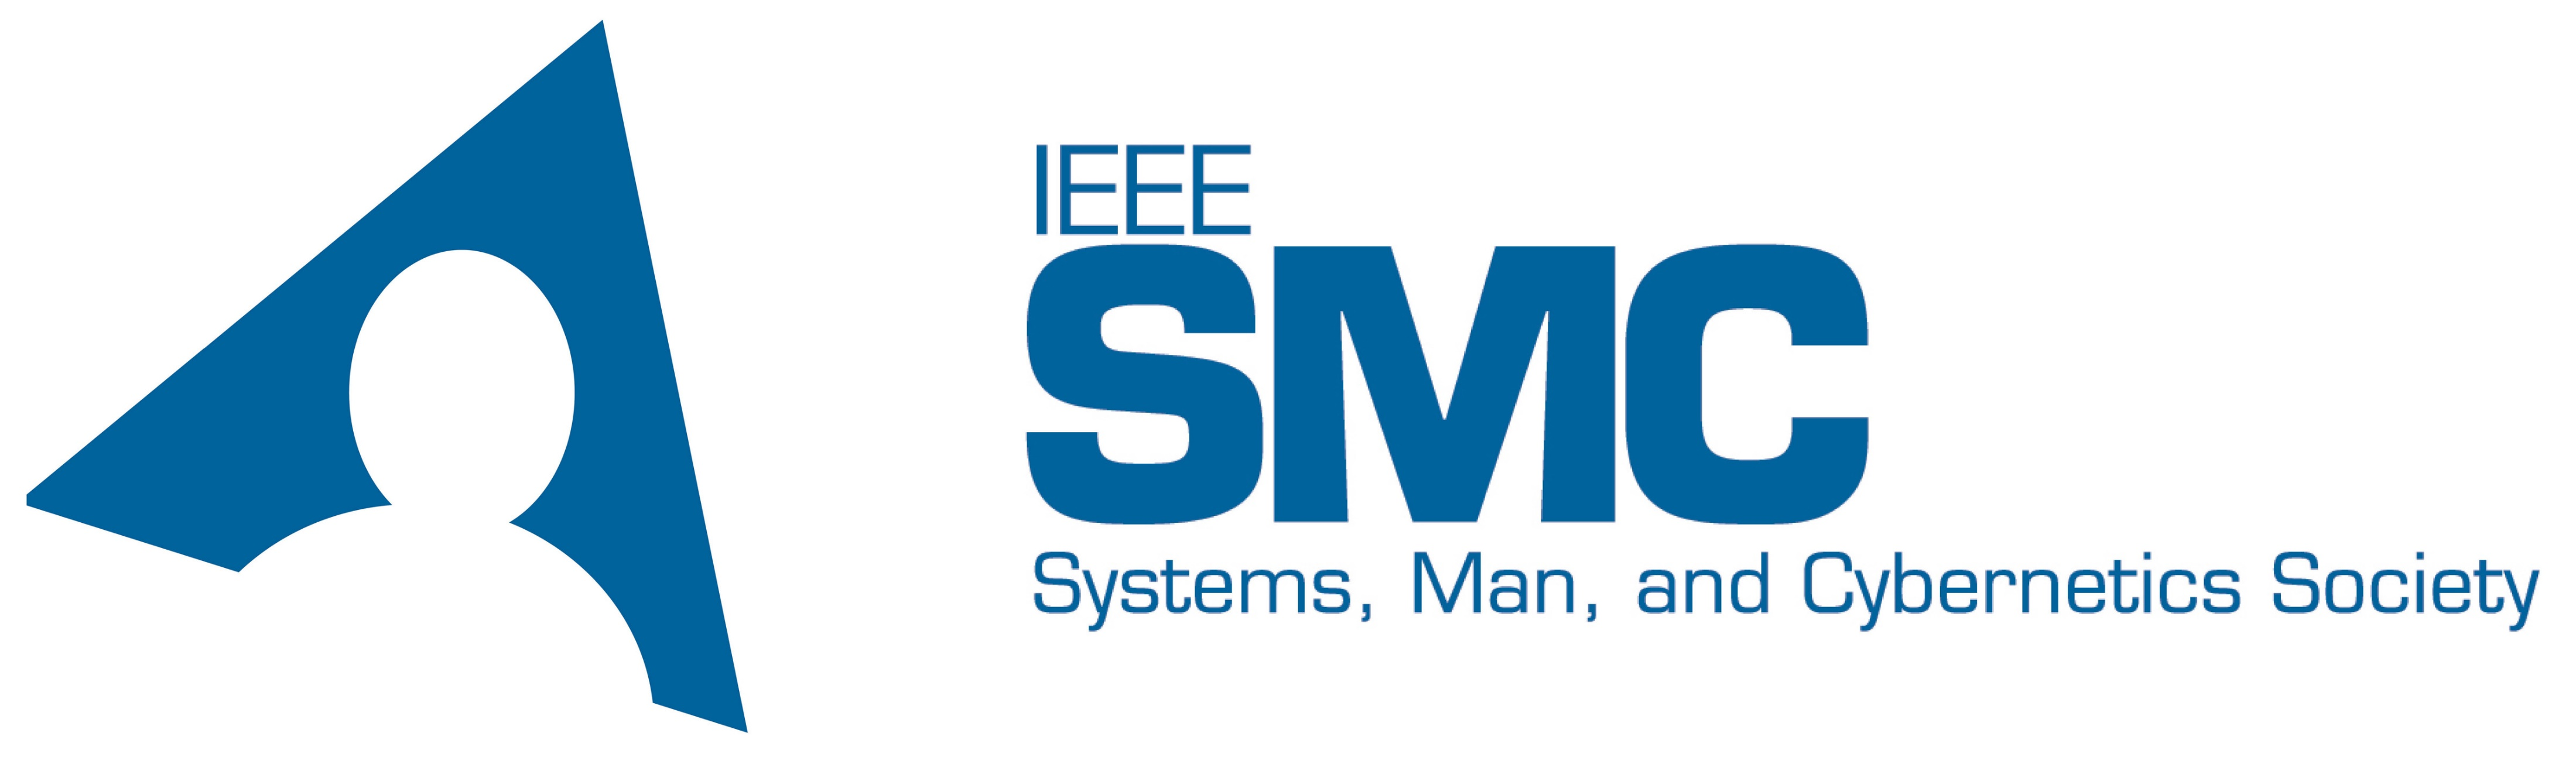 IEEE
SMC
Systems, Man, and Cybernetics Society